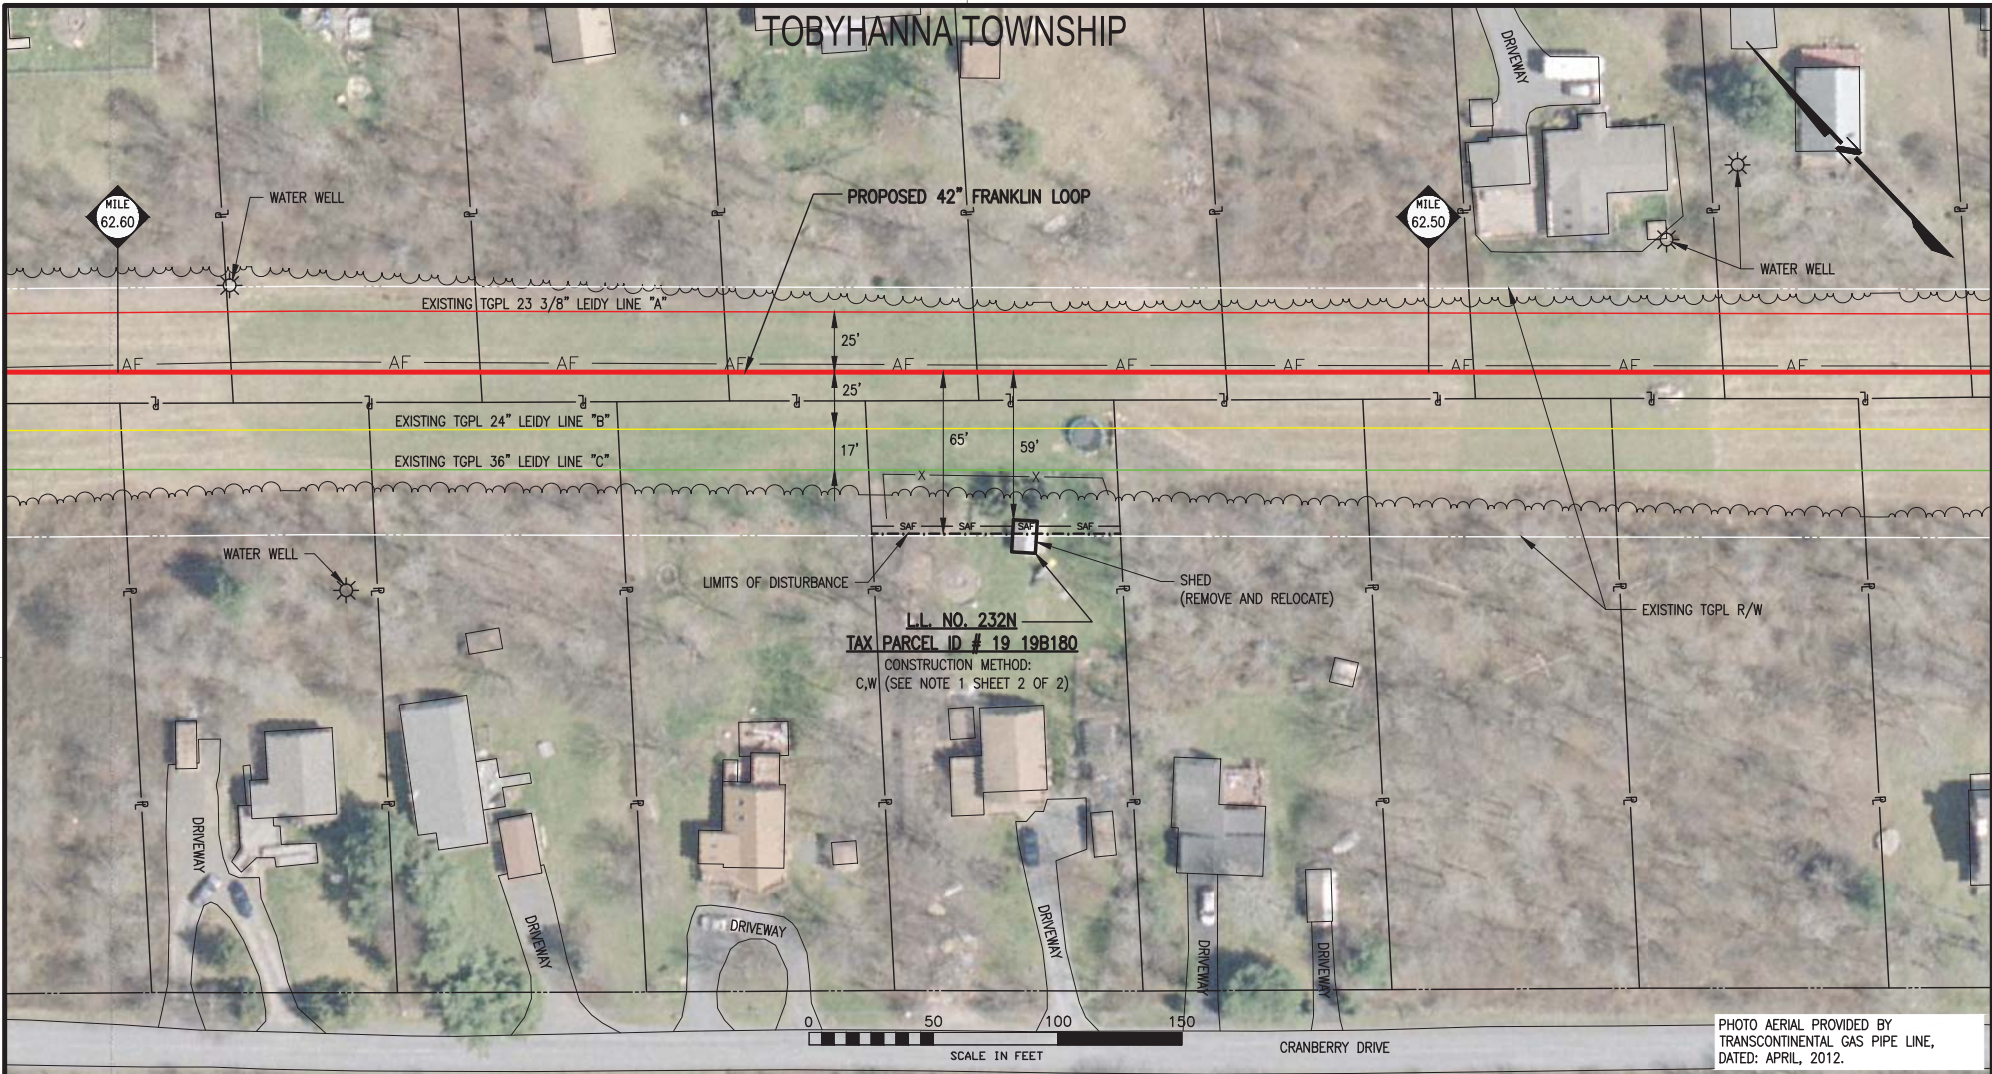 TOBYHANNA TOWNSHIP
DRIVEWAY
MILE
62.60
WATER WELL
PROPOSED 42" FRANKLIN LOOP
MILE
62.50
N
WATER WELL
EXISTING TGPL 23 3/8" LEIDY LINE "A"
25'
AF AF AF AF AF AF AF AF AF AF
25'
EXISTING TGPL 24" LEIDY LINE "B"
17'
65'
59'
EXISTING TGPL 36" LEIDY LINE "C"
X X
SAF SAF SAF SAF
WATER WELL
LIMITS OF DISTURBANCE
SHED
(REMOVE AND RELOCATE)
EXISTING TGPL R/W
L.L. NO. 232N
TAX PARCEL ID # 19 19B180
CONSTRUCTION METHOD:
C,W (SEE NOTE 1 SHEET 2 OF 2)
DRIVEWAY
DRIVEWAY
DRIVEWAY
DRIVEWAY
DRIVEWAY
DRIVEWAY
0 50 100 150
SCALE IN FEET
CRANBERRY DRIVE
PHOTO AERIAL PROVIDED BY
TRANSCONTINENTAL GAS PIPE LINE,
DATED: APRIL, 2012.